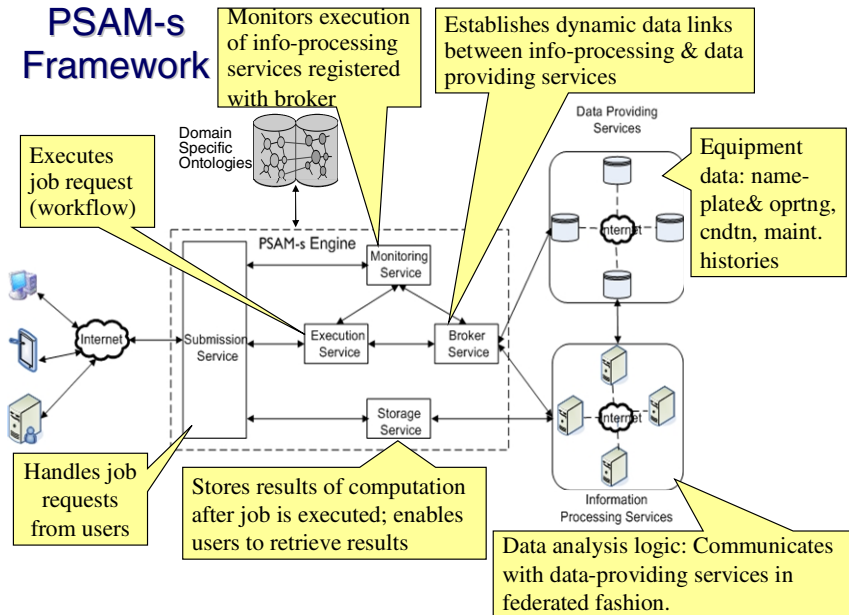 PSAM-s
Framework
Monitors execution
of info-processing
services registered
with broker
Establishes dynamic data links
between info-processing & data
providing services
Domain
Specific
Ontologies
Data Providing
Services
Executes
job request
(workflow)
Equipment
data: name-
plate& oprtng,
cndtn, maint.
histories
Internet
PSAM-s Engine
Monitoring
Service
Internet
Submission
Service
Execution
Service
Broker
Service
Storage
Service
Internet
Handles job
requests
from users
Stores results of computation
after job is executed; enables
users to retrieve results
Information
Processing Services
Data analysis logic: Communicates
with data-providing services in
federated fashion.